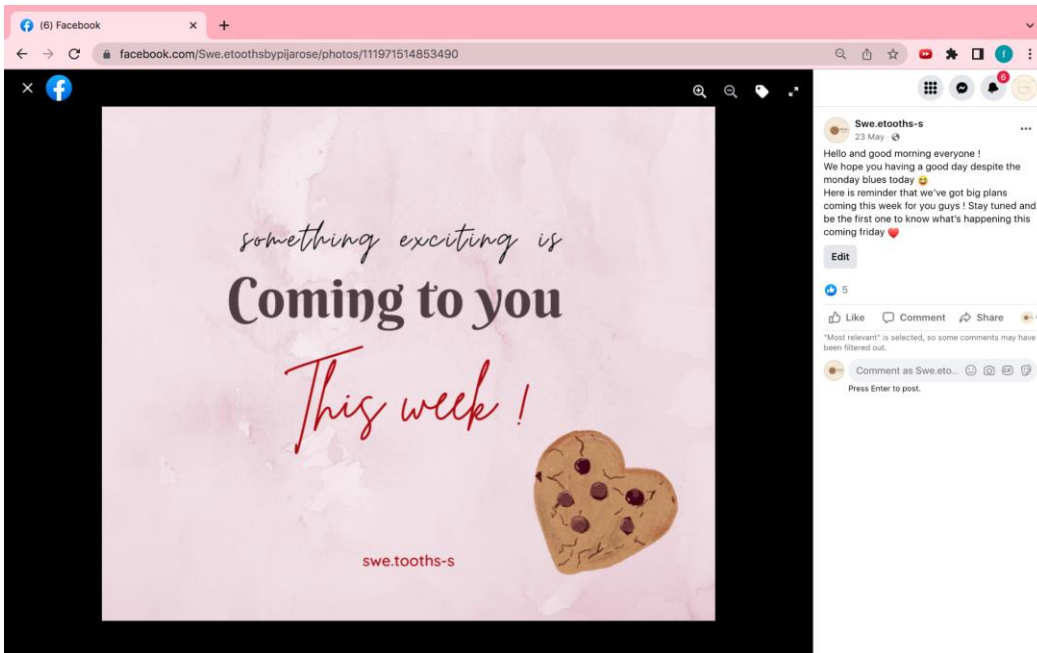 (6) Facebook
facebook.com/Swe.etoothsbypijarose/photos/111971514853490
6
Swe.etooths-s
23 May
Hello and good morning everyone !
We hope you having a good day despite the
monday blues today 😆
Here is reminder that we've got big plans
coming this week for you guys ! Stay tuned and
be the first one to know what's happening this
coming friday ❤️
Edit
5
Like Comment Share
"Most relevant" is selected, so some comments may have
been filtered out.
Comment as Swe.eto...
Press Enter to post.
something exciting is
Coming to you
This week !
swe.tooths-s